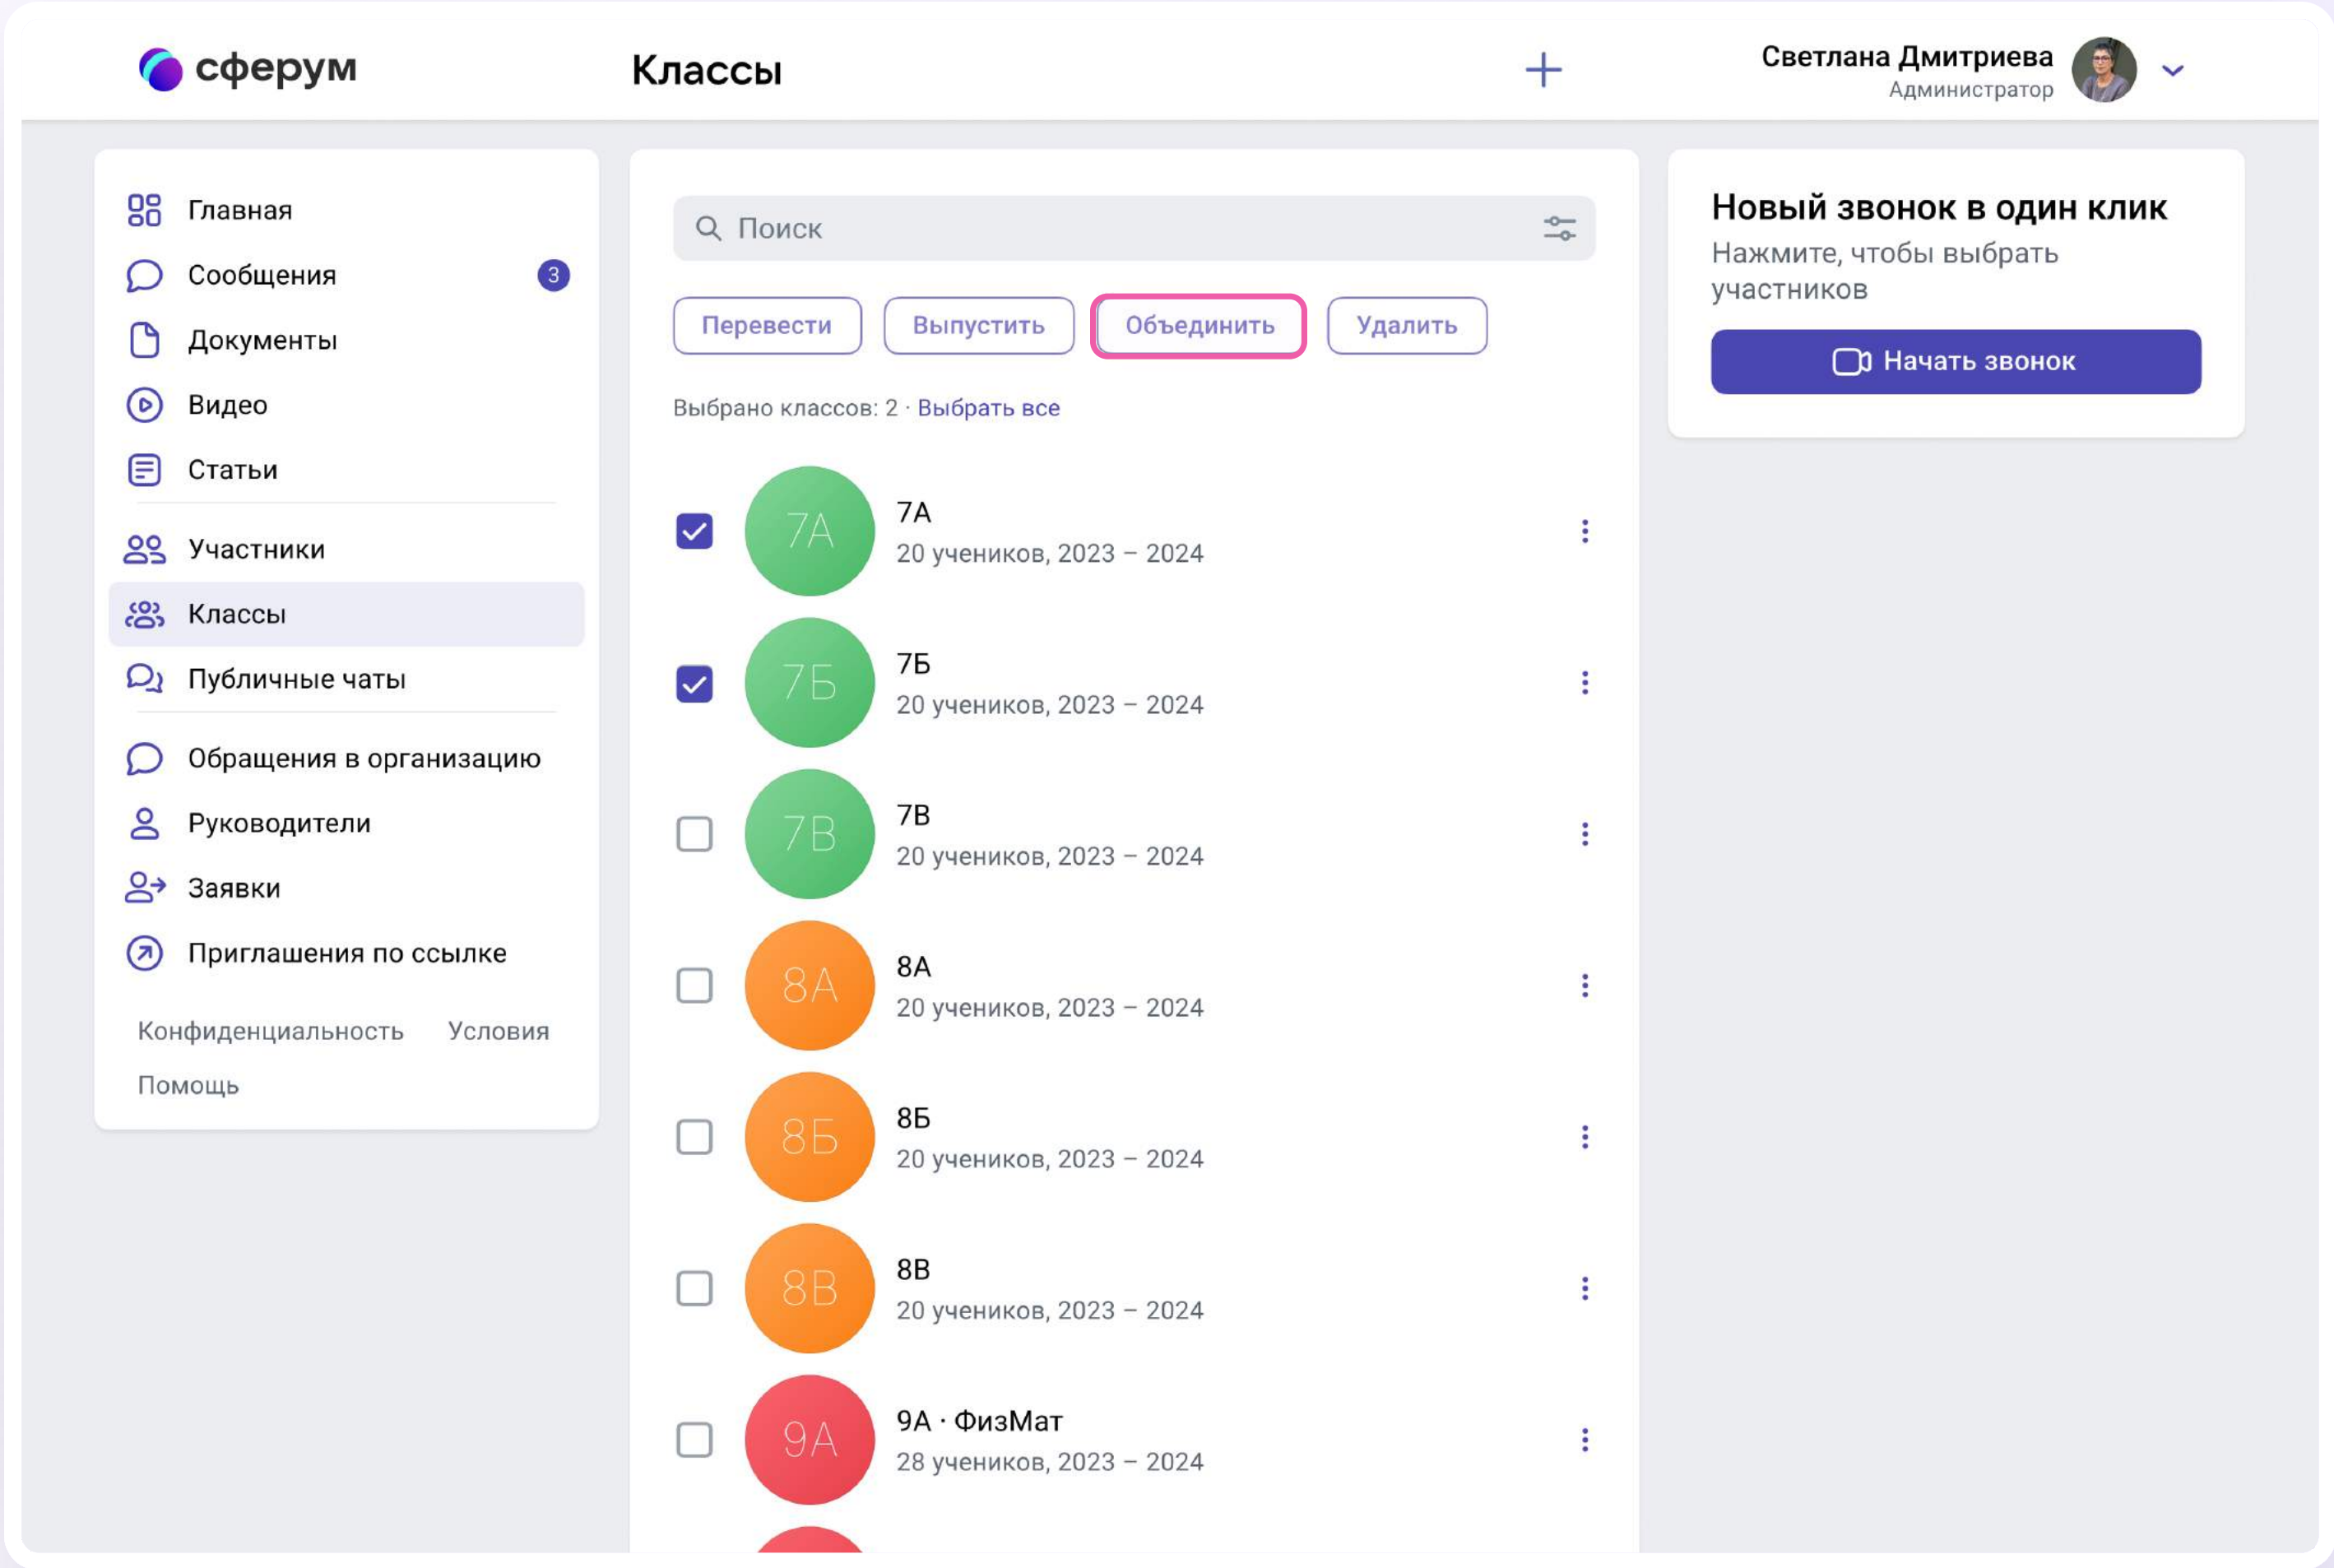 сферум
Классы
Светлана Дмитриева
Администратор
Главная
Сообщения
3
Документы
Видео
Статьи
Участники
Классы
Публичные чаты
Обращения в организацию
Руководители
Заявки
Приглашения по ссылке
Конфиденциальность Условия
Помощь
Поиск
Перевести Выпустить Объединить Удалить
Выбрано классов: 2 · Выбрать все
7А
7А
20 учеников, 2023 – 2024
7Б
7Б
20 учеников, 2023 – 2024
7В
7В
20 учеников, 2023 – 2024
8А
8А
20 учеников, 2023 – 2024
8Б
8Б
20 учеников, 2023 – 2024
8В
8В
20 учеников, 2023 – 2024
9А
9А · ФизМат
28 учеников, 2023 – 2024
Новый звонок в один клик
Нажмите, чтобы выбрать
участников
Начать звонок